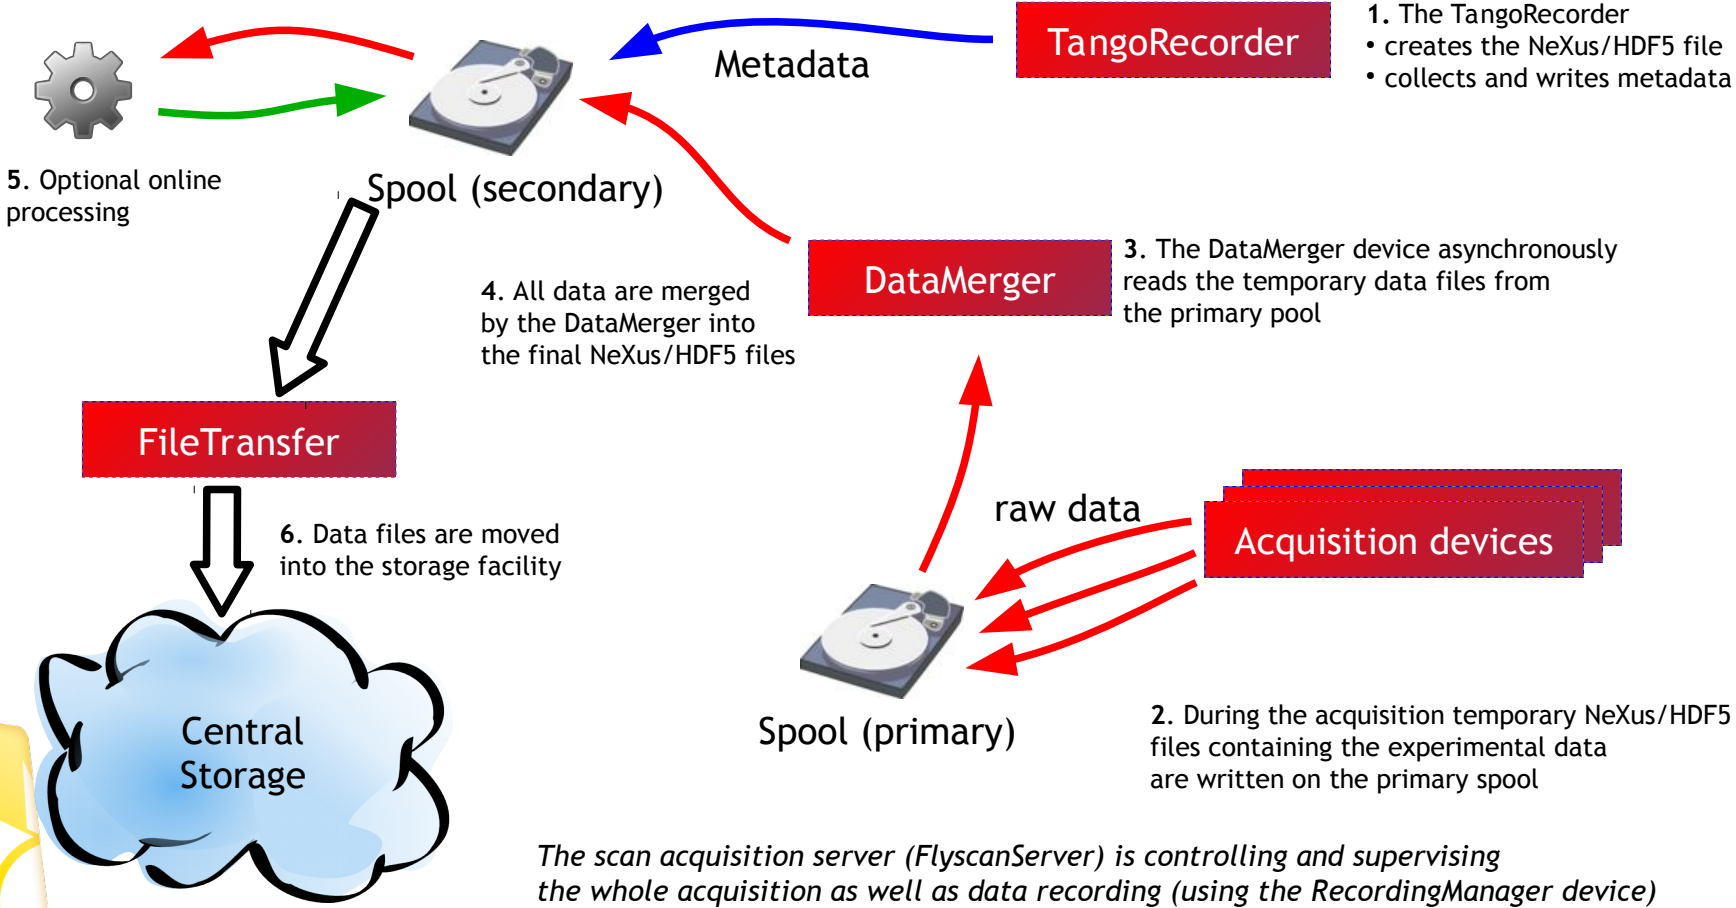 1. The TangoRecorder
• creates the NeXus/HDF5 file
• collects and writes metadata
TangoRecorder
Metadata
5. Optional online
processing
Spool (secondary)
3. The DataMerger device asynchronously
reads the temporary data files from
the primary pool
DataMerger
4. All data are merged
by the DataMerger into
the final NeXus/HDF5 files
FileTransfer
raw data
Acquisition devices
6. Data files are moved
into the storage facility
Spool (primary)
Central
Storage
2. During the acquisition temporary NeXus/HDF5
files containing the experimental data
are written on the primary spool
The scan acquisition server (FlyscanServer) is controlling and supervising
the whole acquisition as well as data recording (using the RecordingManager device)